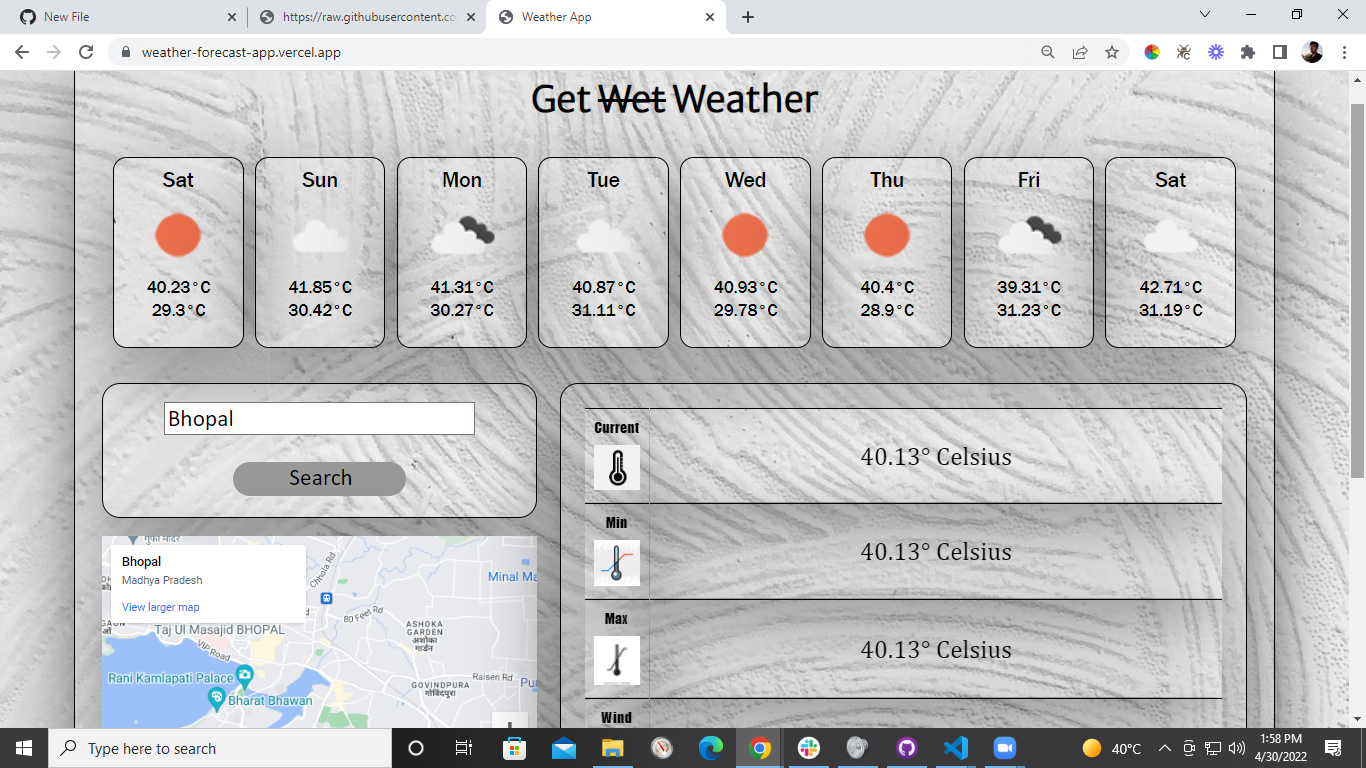 New File
https://raw.githubusercontent.co
Weather App
weather-forecast-app.vercel.app
Get Wet Weather
Sat Sun Mon Tue Wed Thu Fri Sat
40.23°C 41.85°C 41.31°C 40.87°C 40.93°C 40.4°C 39.31°C 42.71°C
29.3°C 30.42°C 30.27°C 31.11°C 29.78°C 28.9°C 31.23°C 31.19°C
Bhopal
Search
Current
40.13° Celsius
Min
40.13° Celsius
Max
40.13° Celsius
Wind
गुफा मंदिर
Bhopal
Madhya Pradesh
View larger map
Chhola Rd
Minal Ma
80 Feet Rd
GAON
Taj Ul Masajid BHOPAL
ASHOKA
GARDEN
अशोका
गार्डन
VIP Road
Rani Kamlapati Palace
Raisen Rd
Bharat Bhawan
GOVINDPURA
गोविंदपुरा
Type here to search
40°C
1:58 PM
4/30/2022